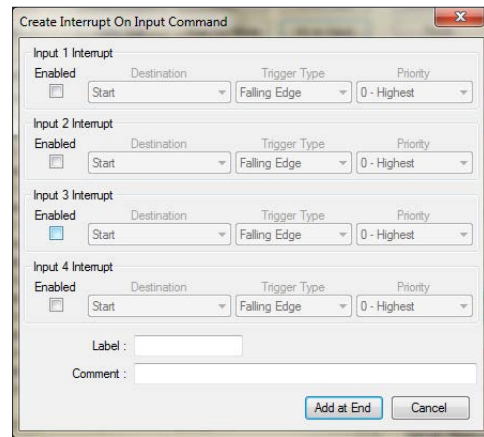 Create Interrupt On Input Command
Input 1 Interrupt
Enabled Destination Trigger Type Priority
Start Falling Edge 0 - Highest
Input 2 Interrupt
Enabled Destination Trigger Type Priority
Start Falling Edge 0 - Highest
Input 3 Interrupt
Enabled Destination Trigger Type Priority
Start Falling Edge 0 - Highest
Input 4 Interrupt
Enabled Destination Trigger Type Priority
Start Falling Edge 0 - Highest
Label :
Comment :
Add at End Cancel